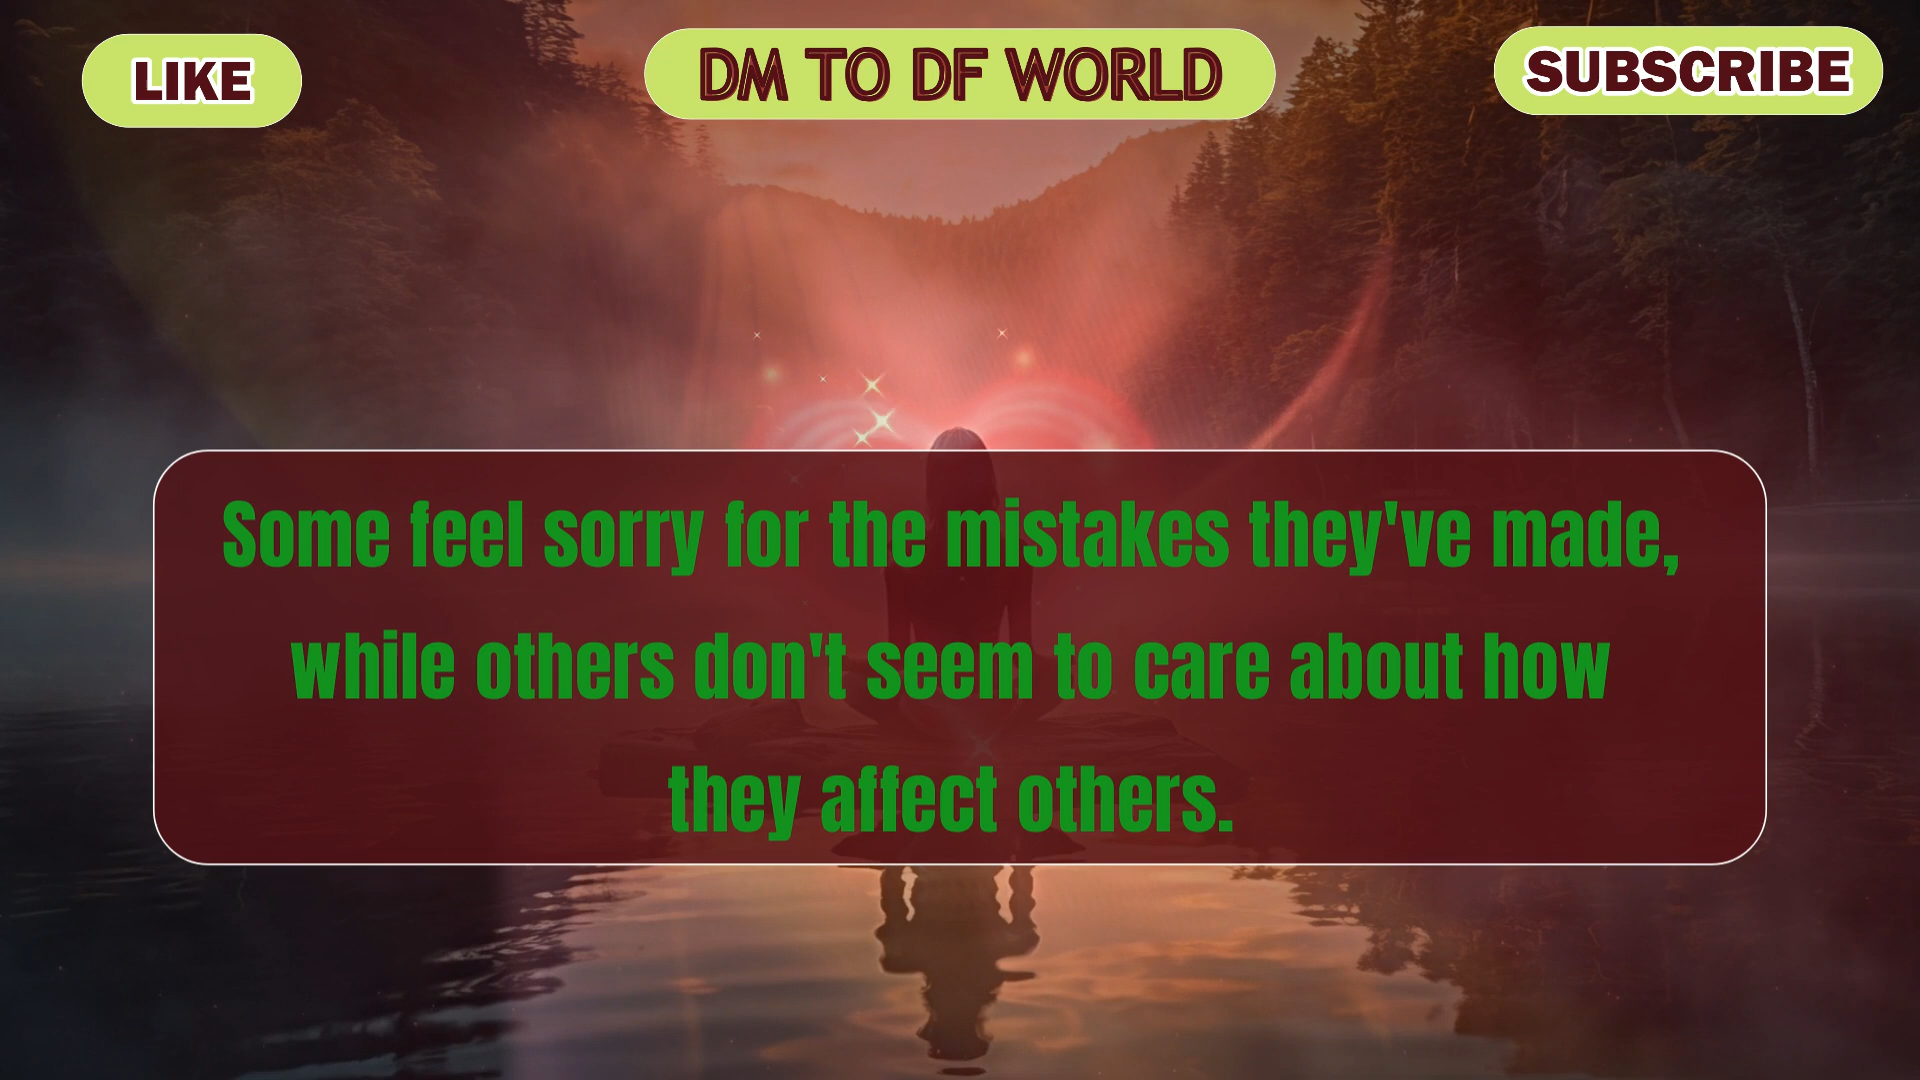 LIKE
DM TO DF WORLD
SUBSCRIBE
Some feel sorry for the mistakes they've made,
while others don't seem to care about how
they affect others.